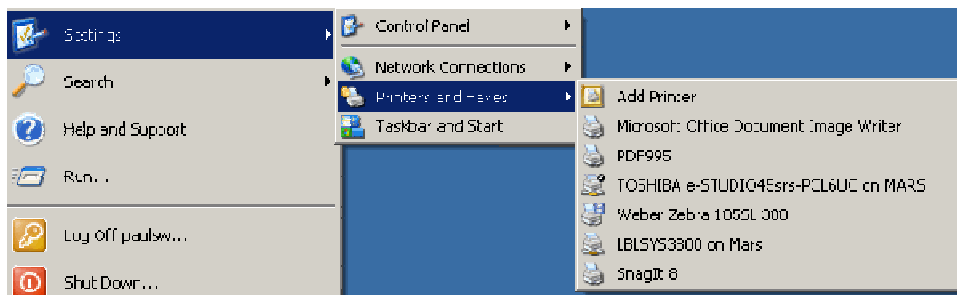 Settings
Search
Help and Support
Run...
Log Off paulsw...
Shut Down...
Control Panel
Network Connections
Printers and Faxes
Taskbar and Start
Add Printer
Microsoft Office Document Image Writer
PDF995
TOSHIBA e-STUDIO45srs-PCL6UC on MARS
Weber Zebra 105SL 300
LBLSYS3300 on Mars
SnagIt 8